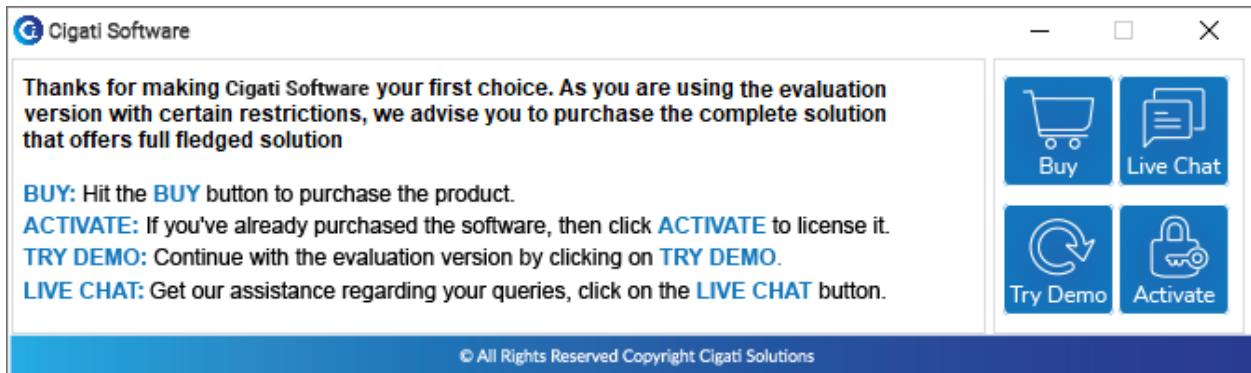 Cigati Software
Thanks for making Cigati Software your first choice. As you are using the evaluation
version with certain restrictions, we advise you to purchase the complete solution
that offers full fledged solution
BUY: Hit the BUY button to purchase the product.
ACTIVATE: If you've already purchased the software, then click ACTIVATE to license it.
TRY DEMO: Continue with the evaluation version by clicking on TRY DEMO.
LIVE CHAT: Get our assistance regarding your queries, click on the LIVE CHAT button.
Buy
Live Chat
Try Demo
Activate
© All Rights Reserved Copyright Cigati Solutions